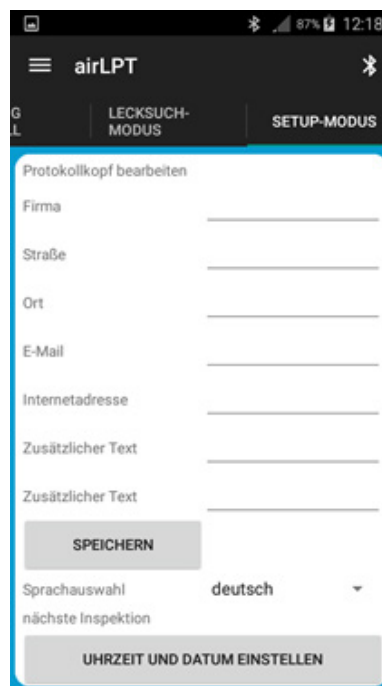 87% 12:18
airLPT
G
L
LECKSUCH-
MODUS
SETUP-MODUS
Protokollkopf bearbeiten
Firma
Straße
Ort
E-Mail
Internetadresse
Zusätzlicher Text
Zusätzlicher Text
SPEICHERN
Sprachauswahl deutsch
nächste Inspektion
UHRZEIT UND DATUM EINSTELLEN